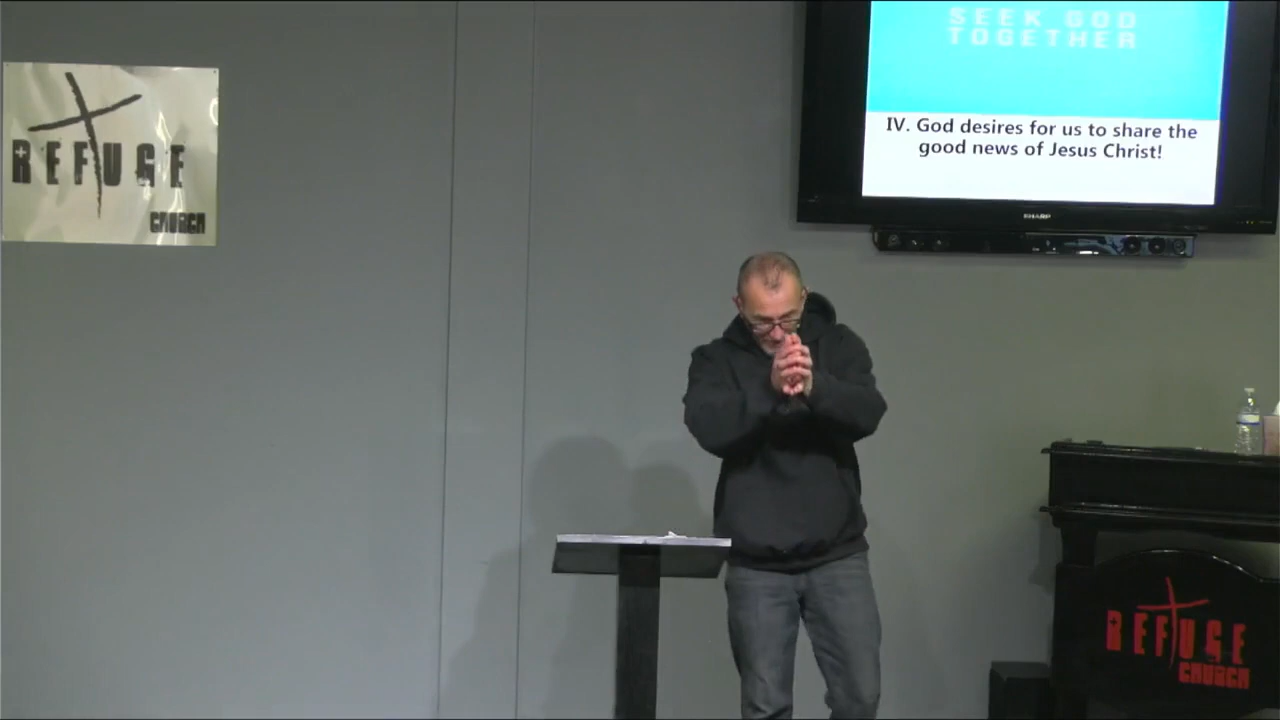 REFUGE
CHURCH
SEEK GOD
TOGETHER
IV. God desires for us to share the
good news of Jesus Christ!
SHARP
REFUGE
CHURCH